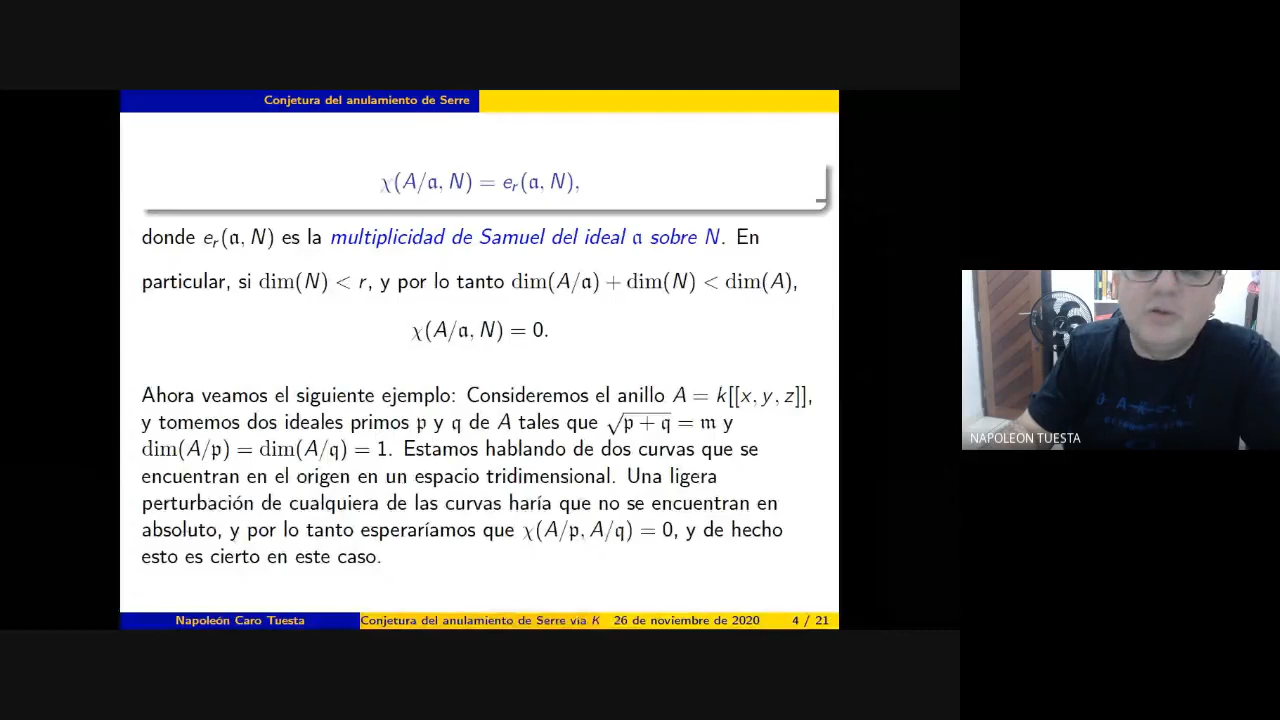 Conjetura del anulamiento de Serre
χ(A/𝔞, N) = eᵣ(𝔞, N),
donde eᵣ(𝔞, N) es la multiplicidad de Samuel del ideal 𝔞 sobre N. En
particular, si dim(N) < r, y por lo tanto dim(A/𝔞) + dim(N) < dim(A),
χ(A/𝔞, N) = 0.
Ahora veamos el siguiente ejemplo: Consideremos el anillo A = k[[x, y, z]],
y tomemos dos ideales primos 𝔭 y 𝔮 de A tales que √(𝔭 + 𝔮) = 𝔪 y
dim(A/𝔭) = dim(A/𝔮) = 1. Estamos hablando de dos curvas que se
encuentran en el origen en un espacio tridimensional. Una ligera
perturbación de cualquiera de las curvas haría que no se encuentran en
absoluto, y por lo tanto esperaríamos que χ(A/𝔭, A/𝔮) = 0, y de hecho
esto es cierto en este caso.
Napoleón Caro Tuesta
Conjetura del anulamiento de Serre vía K
26 de noviembre de 2020
4 / 21
NAPOLEON TUESTA